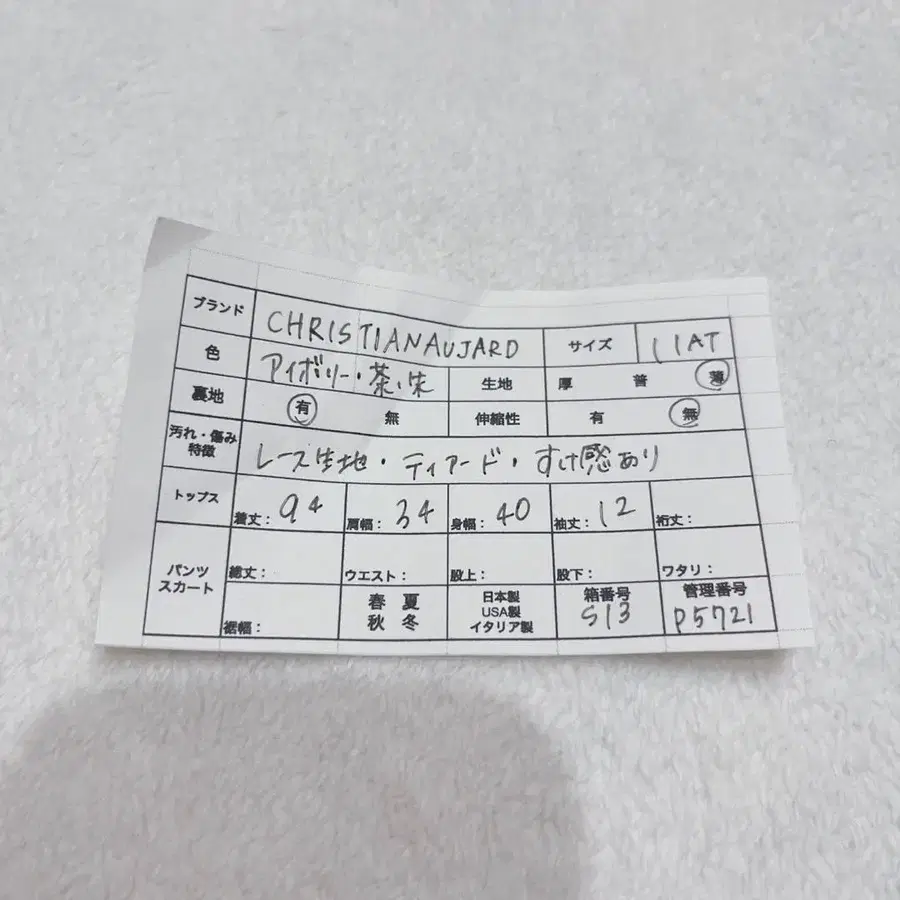 ブランド CHRISTIANAUJARD サイズ 11AT
色 アイボリー・茶・朱 生地 厚 普 薄
裏地 有 無 伸縮性 有 無
汚れ・傷み
特徴 レース生地・ティアード・すけ感あり
トップス 着丈: 94 肩幅: 34 身幅: 40 袖丈: 12 裄丈:
パンツ
スカート 総丈: ウエスト: 股上: 股下: ワタリ:
裾幅: 春 夏
秋 冬
日本製
USA製
イタリア製
箱番号
S13
管理番号
P5721